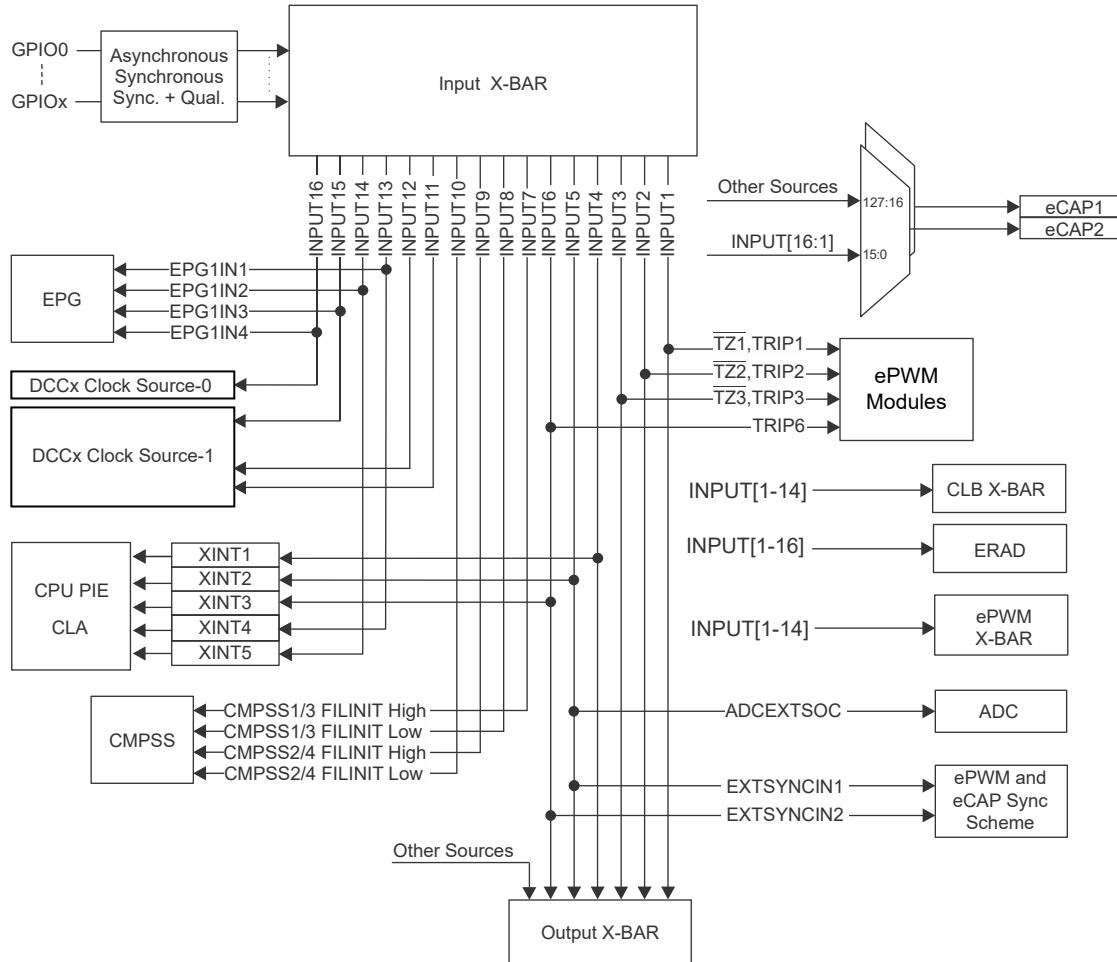 GPIO0
GPIOx
Asynchronous
Synchronous
Sync. + Qual.
Input X-BAR
INPUT16
INPUT15
INPUT14
INPUT13
INPUT12
INPUT11
INPUT10
INPUT9
INPUT8
INPUT7
INPUT6
INPUT5
INPUT4
INPUT3
INPUT2
INPUT1
Other Sources
127:16
INPUT[16:1]
15:0
eCAP1
eCAP2
EPG
EPG1IN1
EPG1IN2
EPG1IN3
EPG1IN4
DCCx Clock Source-0
DCCx Clock Source-1
TZ1,TRIP1
TZ2,TRIP2
TZ3,TRIP3
TRIP6
ePWM
Modules
INPUT[1-14]
CLB X-BAR
INPUT[1-16]
ERAD
INPUT[1-14]
ePWM
X-BAR
CPU PIE
CLA
XINT1
XINT2
XINT3
XINT4
XINT5
CMPSS
CMPSS1/3 FILINIT High
CMPSS1/3 FILINIT Low
CMPSS2/4 FILINIT High
CMPSS2/4 FILINIT Low
ADCEXTSOC
ADC
EXTSYNCIN1
EXTSYNCIN2
ePWM and
eCAP Sync
Scheme
Other Sources
Output X-BAR